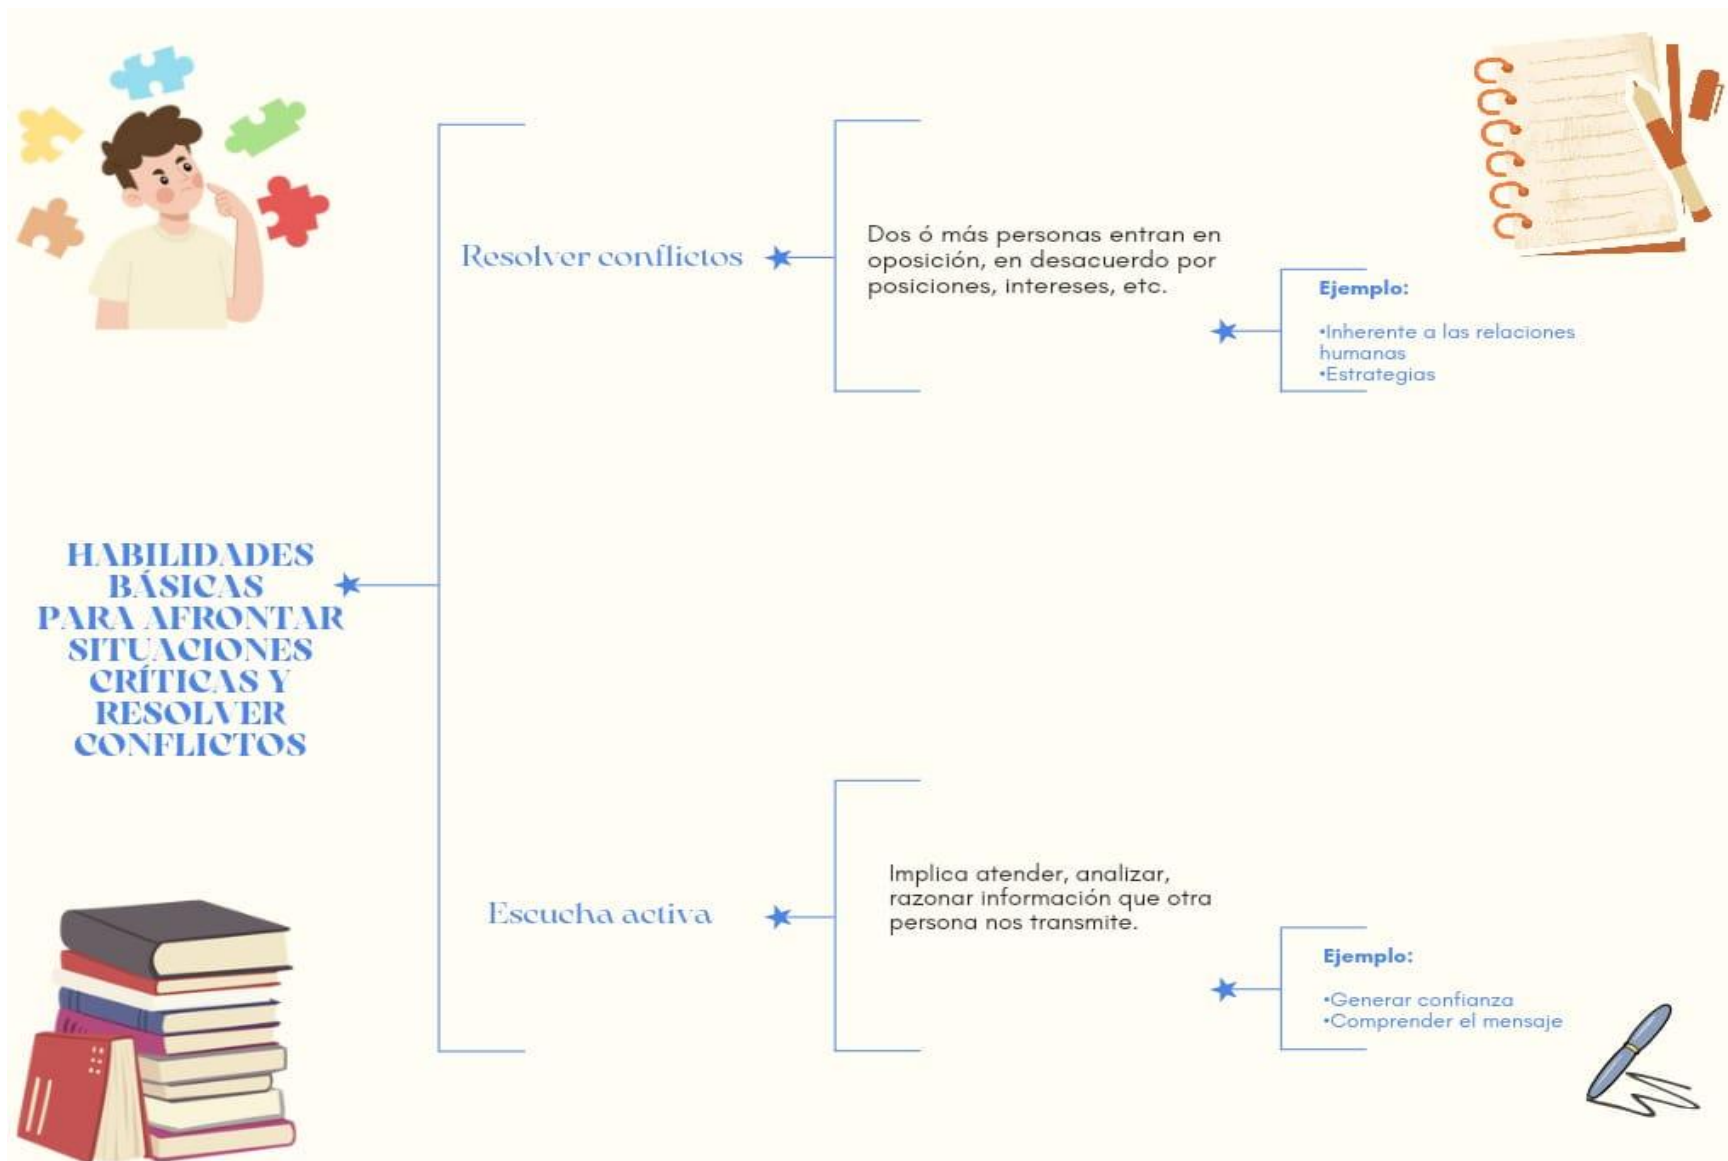 HABILIDADES
BÁSICAS
PARA AFRONTAR
SITUACIONES
CRÍTICAS Y
RESOLVER
CONFLICTOS
Resolver conflictos
Dos ó más personas entran en
oposición, en desacuerdo por
posiciones, intereses, etc.
Ejemplo:
•Inherente a las relaciones
humanas
•Estrategias
Escucha activa
Implica atender, analizar,
razonar información que otra
persona nos transmite.
Ejemplo:
•Generar confianza
•Comprender el mensaje